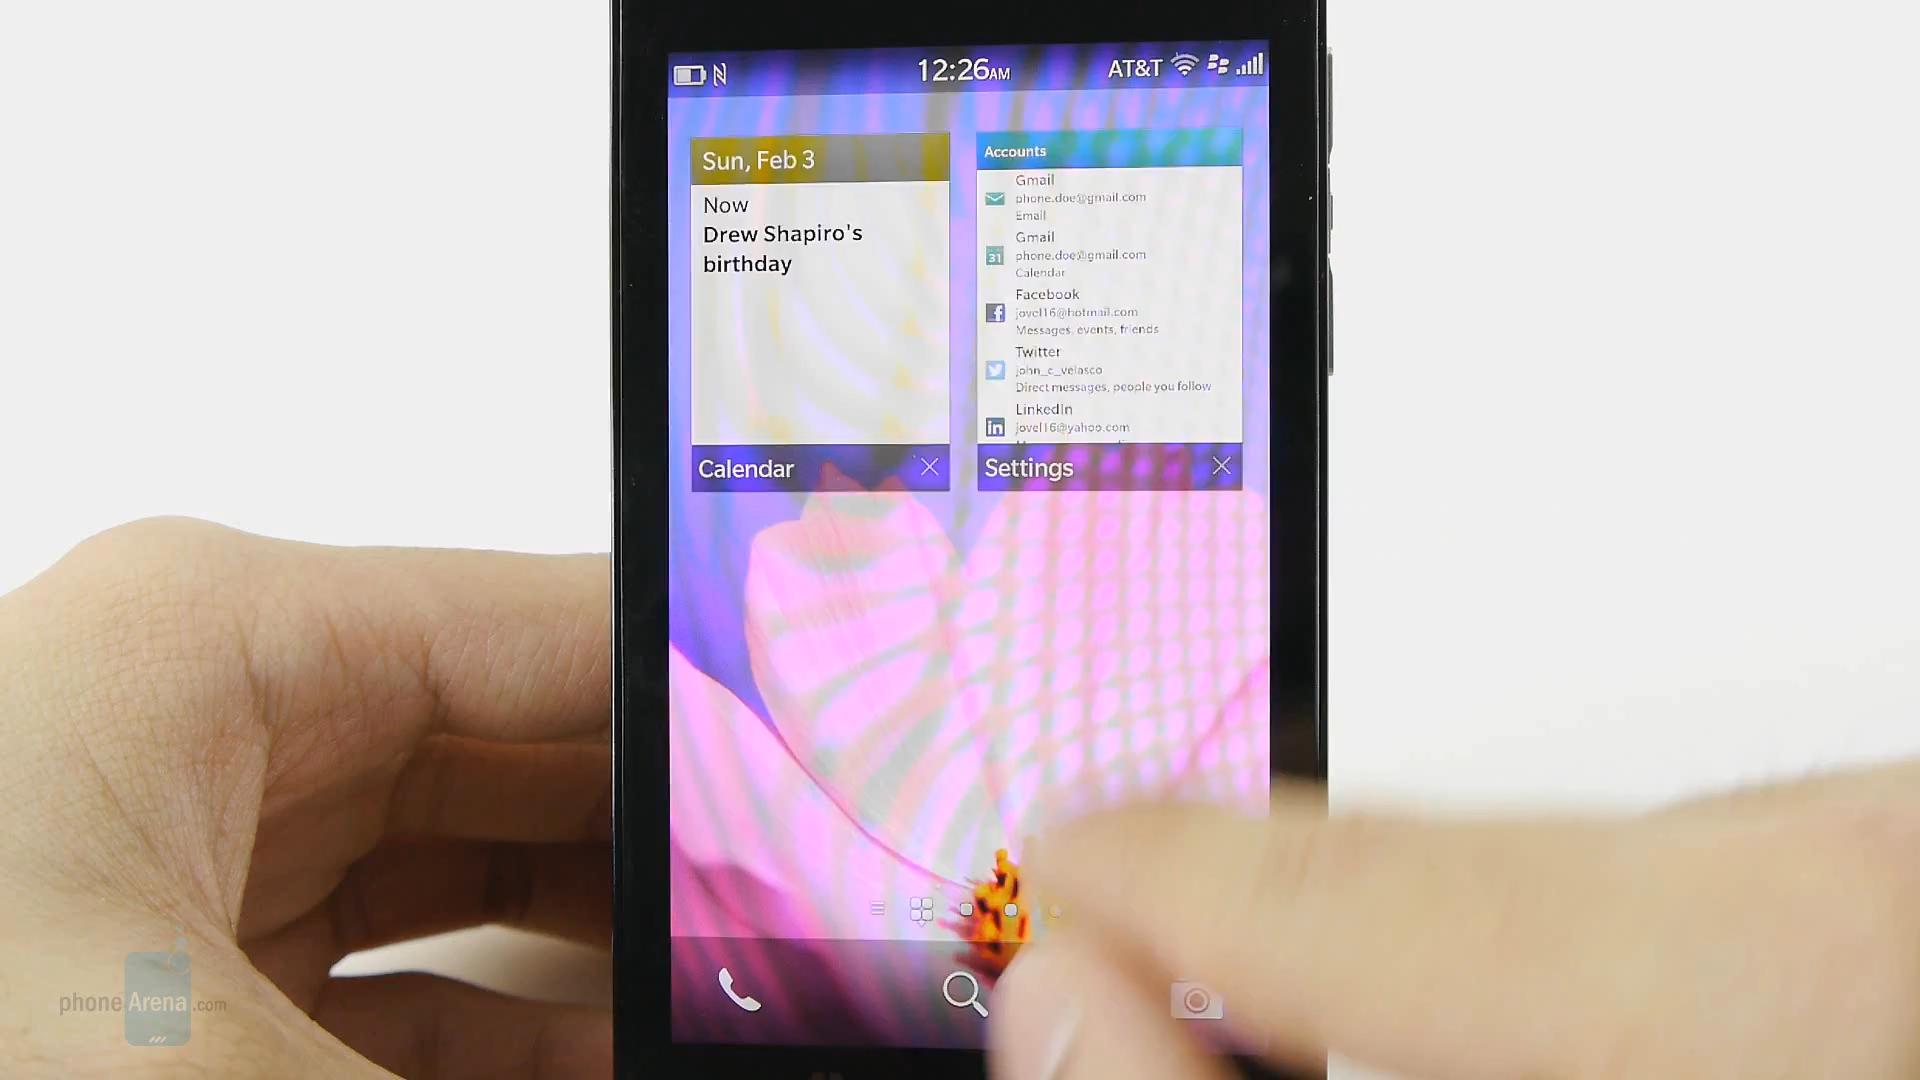 12:26AM
AT&T
Sun, Feb 3
Now
Drew Shapiro's
birthday
Calendar
Accounts
Gmail
phone.doe@gmail.com
Email
31
Gmail
phone.doe@gmail.com
Calendar
Facebook
jovel16@hotmail.com
Messages, events, friends
Twitter
john_c_velasco
Direct messages, people you follow
LinkedIn
jovel16@yahoo.com
Settings
phoneArena.com